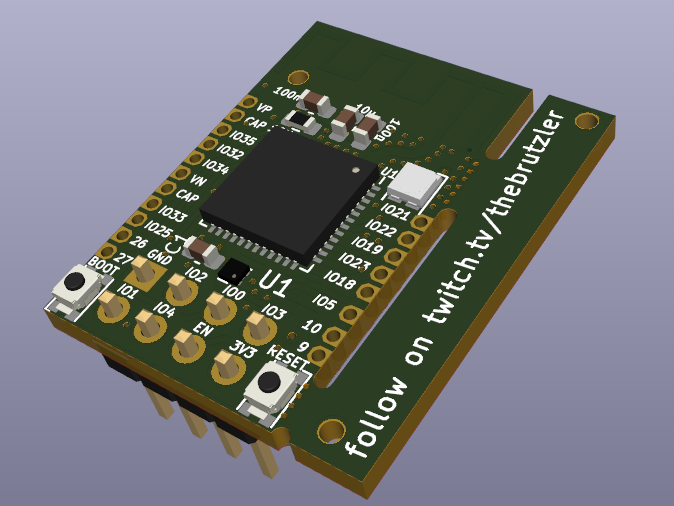 100n
10u
100n
VP
CAP
IO35
IO32
IO34
VN
CAP
IO33
IO25
26
27
C1
U1
IO21
IO22
IO19
IO23
IO18
IO5
10
9
U1
BOOT
GND
IO2
IO0
IO3
IO1
IO4
EN
3V3
RESET
follow on twitch.tv/thebrutzler